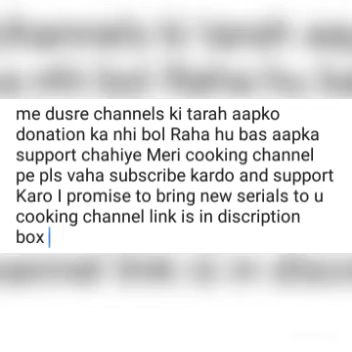 me dusre channels ki tarah aapko
donation ka nhi bol Raha hu bas aapka
support chahiye Meri cooking channel
pe pls vaha subscribe kardo and support
Karo I promise to bring new serials to u
cooking channel link is in discription
box